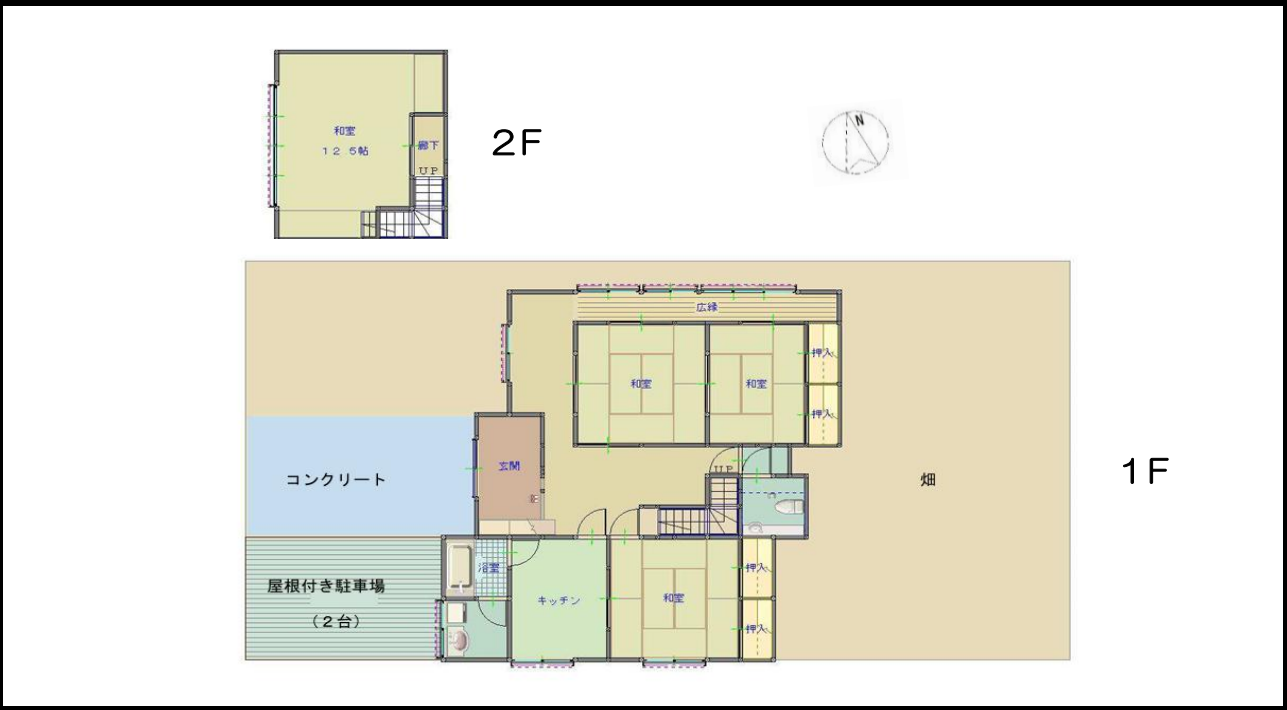 和室
12.5帖
廊下
UP
2F
N
広縁
和室
和室
押入
押入
玄関
UP
コンクリート
畑
1F
屋根付き駐車場
(2台)
浴室
キッチン
和室
押入
押入